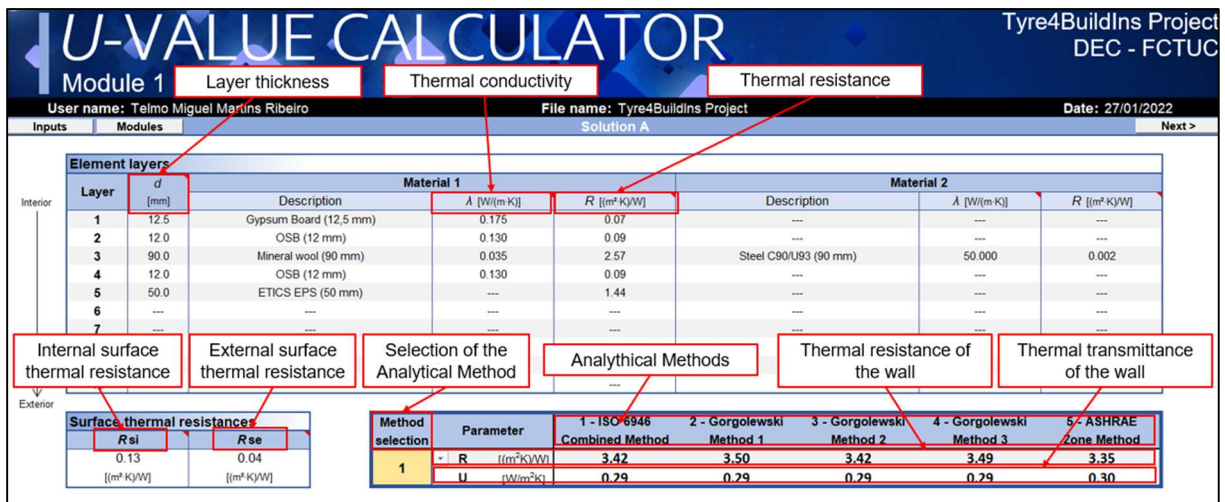 U-VALUE CALCULATOR
Tyre4BuildIns Project
DEC - FCTUC
Module 1
Layer thickness
Thermal conductivity
Thermal resistance
User name: Telmo Miguel Martins Ribeiro File name: Tyre4BuildIns Project Date: 27/01/2022
Inputs Modules Solution A Next >
Element layers
Layer d Material 1 Material 2
Interior [mm] Description λ [W/(m·K)] R [(m²·K)/W] Description λ [W/(m·K)] R [(m²·K)/W]
1 12.5 Gypsum Board (12,5 mm) 0.175 0.07 --- --- ---
2 12.0 OSB (12 mm) 0.130 0.09 --- --- ---
3 90.0 Mineral wool (90 mm) 0.035 2.57 Steel C90/U93 (90 mm) 50.000 0.002
4 12.0 OSB (12 mm) 0.130 0.09 --- --- ---
5 50.0 ETICS EPS (50 mm) --- 1.44 --- --- ---
6 --- --- --- --- --- --- ---
7 --- --- --- --- --- --- ---
Internal surface
thermal resistance
External surface
thermal resistance
Selection of the
Analytical Method
Analythical Methods
Thermal resistance of
the wall
Thermal transmittance
of the wall
---
Exterior
Surface thermal resistances
Rsi Rse
0.13 0.04
[(m²·K)/W] [(m²·K)/W]
Method selection Parameter 1 - ISO 6946 Combined Method 2 - Gorgolewski Method 1 3 - Gorgolewski Method 2 4 - Gorgolewski Method 3 5 - ASHRAE Zone Method
1 R [(m²K)/W] 3.42 3.50 3.42 3.49 3.35
U [W/m²K] 0.29 0.29 0.29 0.29 0.30